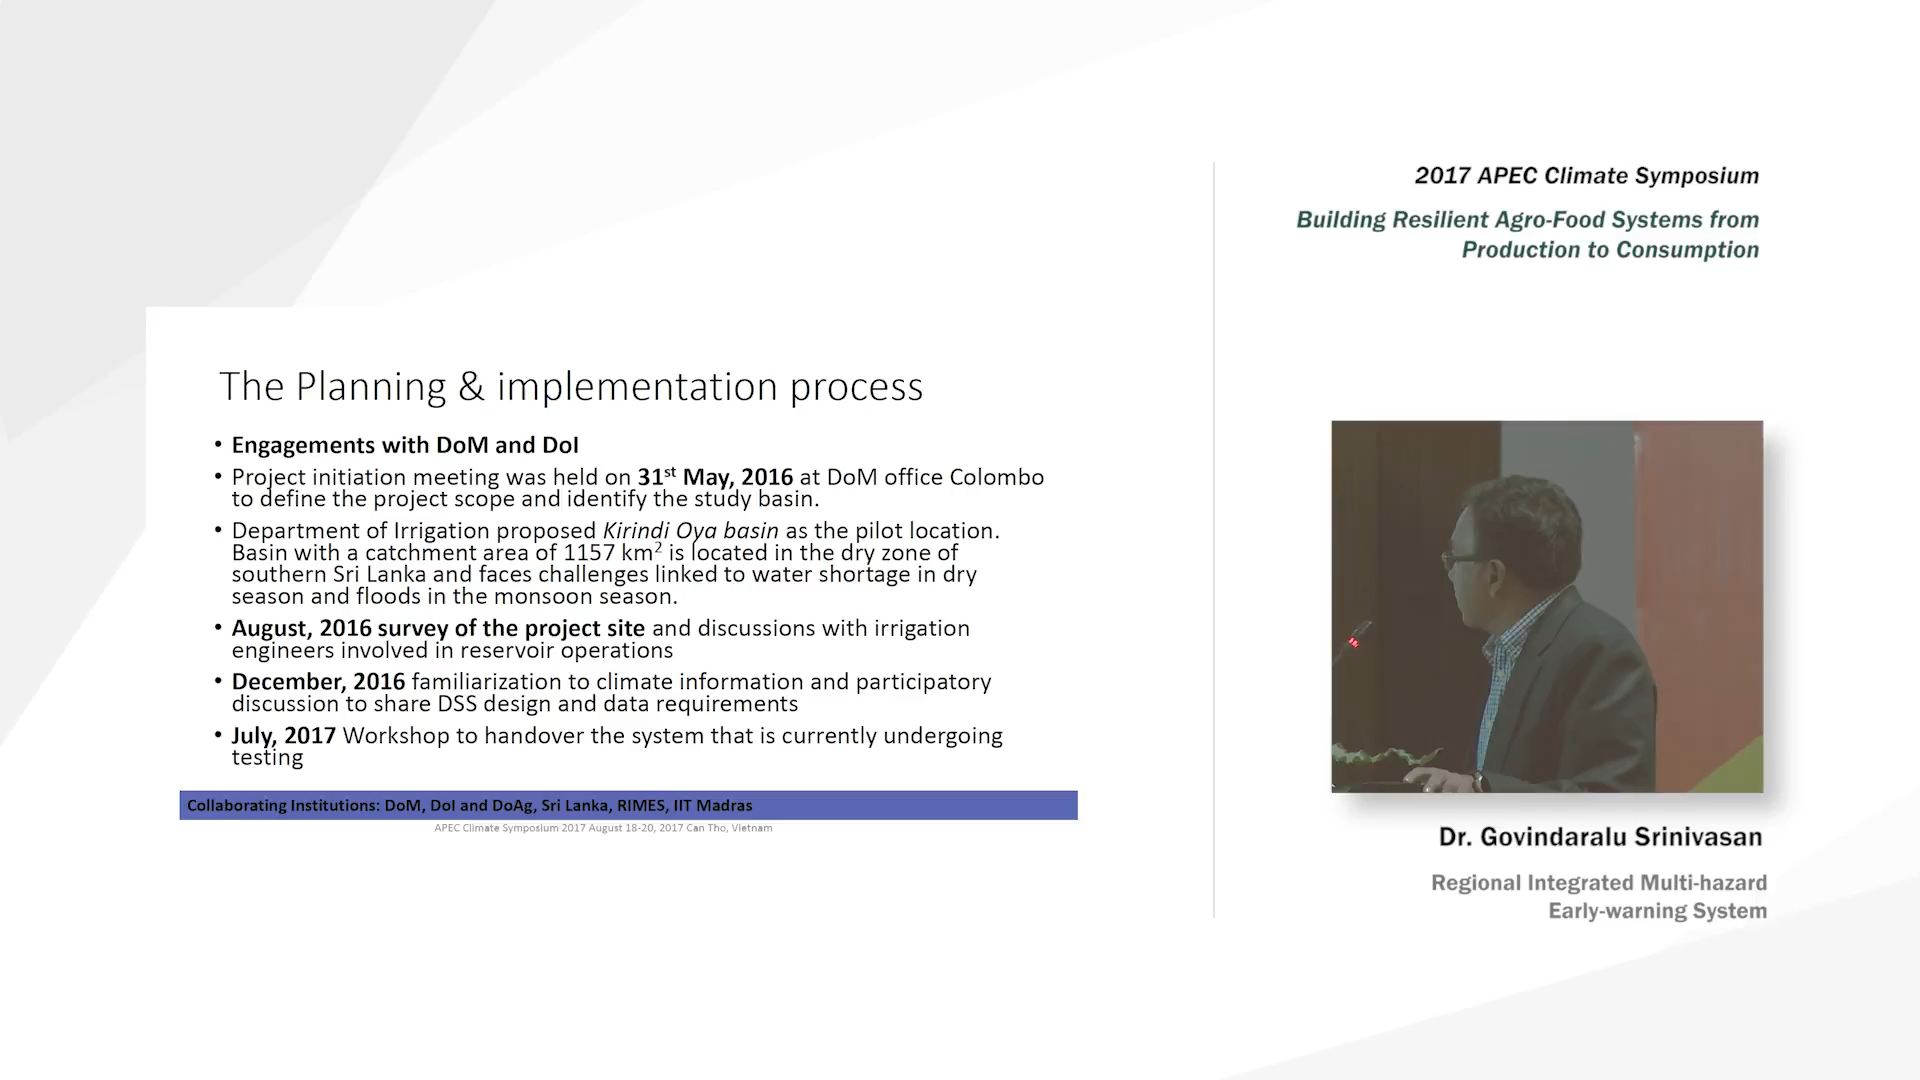 2017 APEC Climate Symposium
Building Resilient Agro-Food Systems from
Production to Consumption
The Planning & implementation process
• Engagements with DoM and DoI
• Project initiation meeting was held on 31st May, 2016 at DoM office Colombo
to define the project scope and identify the study basin.
• Department of Irrigation proposed Kirindi Oya basin as the pilot location.
Basin with a catchment area of 1157 km² is located in the dry zone of
southern Sri Lanka and faces challenges linked to water shortage in dry
season and floods in the monsoon season.
• August, 2016 survey of the project site and discussions with irrigation
engineers involved in reservoir operations
• December, 2016 familiarization to climate information and participatory
discussion to share DSS design and data requirements
• July, 2017 Workshop to handover the system that is currently undergoing
testing
Collaborating Institutions: DoM, DoI and DoAg, Sri Lanka, RIMES, IIT Madras
APEC Climate Symposium 2017 August 18-20, 2017 Can Tho, Vietnam
Dr. Govindaralu Srinivasan
Regional Integrated Multi-hazard
Early-warning System